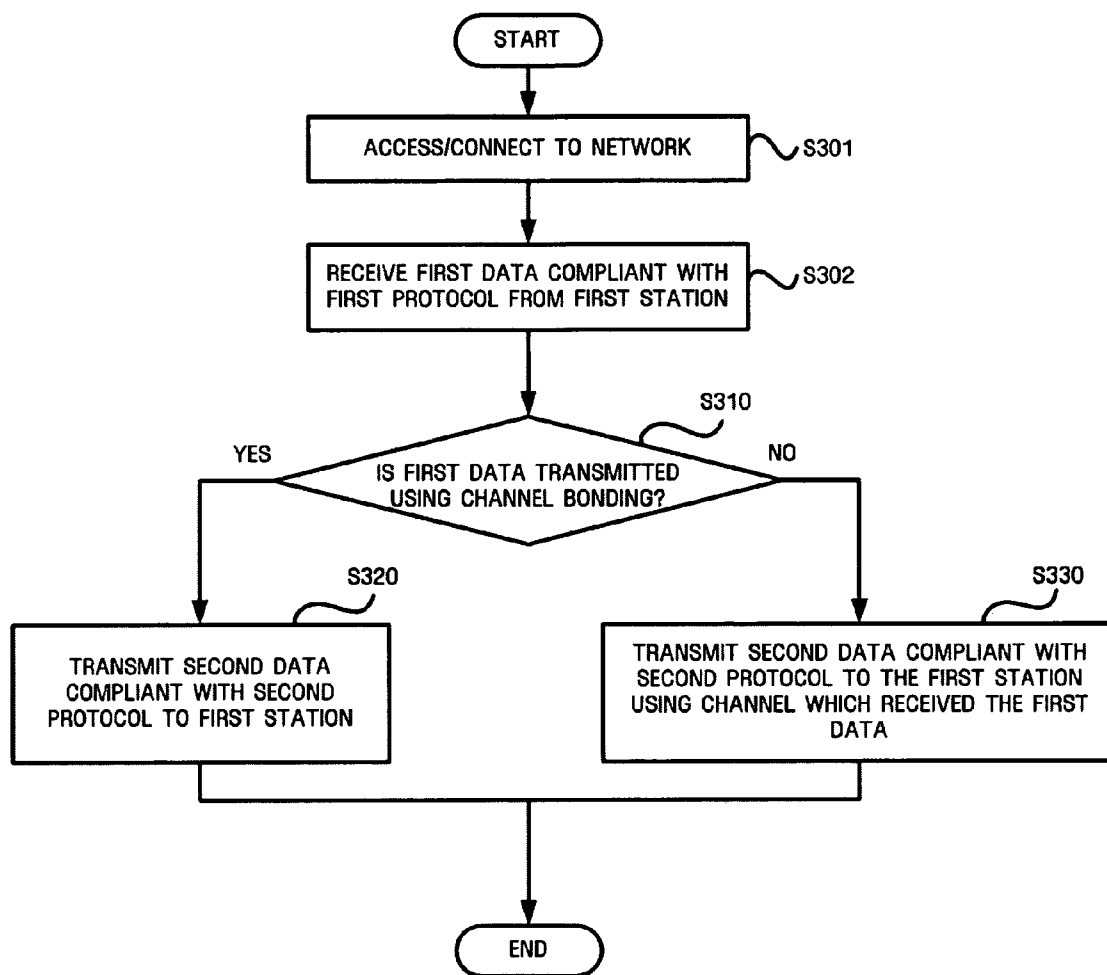 START
ACCESS/CONNECT TO NETWORK
S301
RECEIVE FIRST DATA COMPLIANT WITH
FIRST PROTOCOL FROM FIRST STATION
S302
S310
YES
NO
IS FIRST DATA TRANSMITTED
USING CHANNEL BONDING?
S320
S330
TRANSMIT SECOND DATA
COMPLIANT WITH SECOND
PROTOCOL TO FIRST STATION
TRANSMIT SECOND DATA COMPLIANT WITH
SECOND PROTOCOL TO THE FIRST STATION
USING CHANNEL WHICH RECEIVED THE FIRST
DATA
END